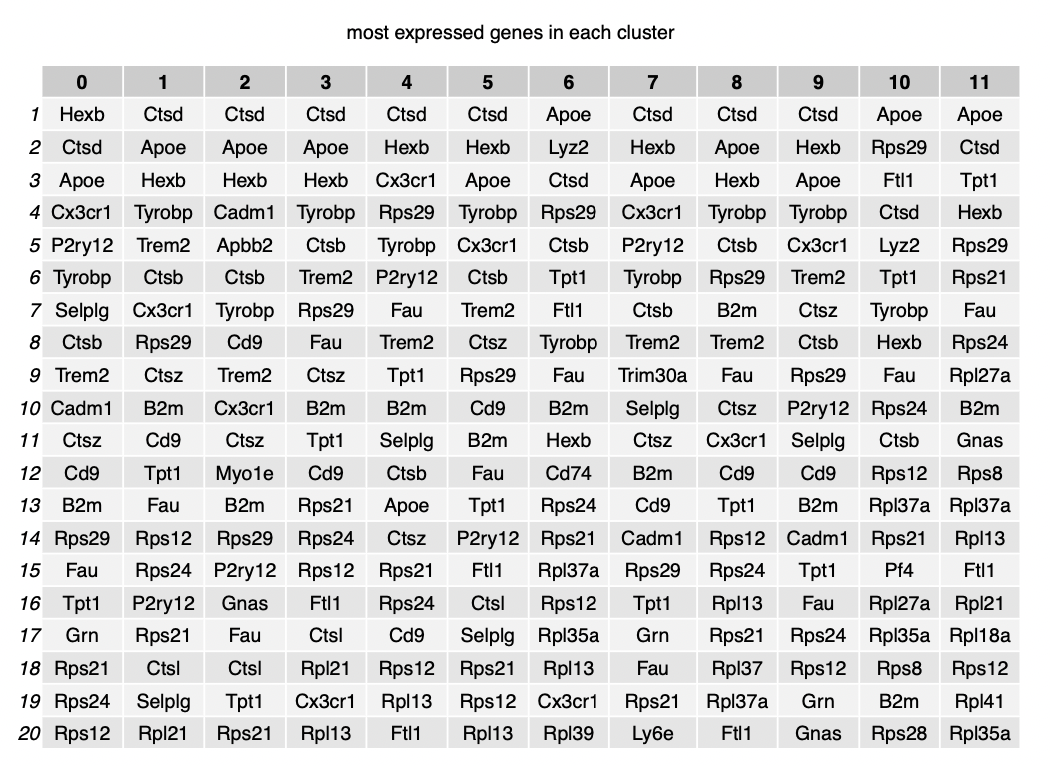 most expressed genes in each cluster
0 1 2 3 4 5 6 7 8 9 10 11
1 Hexb Ctsd Ctsd Ctsd Ctsd Ctsd Apoe Ctsd Ctsd Ctsd Apoe Apoe
2 Ctsd Apoe Apoe Apoe Hexb Hexb Lyz2 Hexb Apoe Hexb Rps29 Ctsd
3 Apoe Hexb Hexb Hexb Cx3cr1 Apoe Ctsd Apoe Hexb Apoe Ftl1 Tpt1
4 Cx3cr1 Tyrobp Cadm1 Tyrobp Rps29 Tyrobp Rps29 Cx3cr1 Tyrobp Tyrobp Ctsd Hexb
5 P2ry12 Trem2 Apbb2 Ctsb Tyrobp Cx3cr1 Ctsb P2ry12 Ctsb Cx3cr1 Lyz2 Rps29
6 Tyrobp Ctsb Ctsb Trem2 P2ry12 Ctsb Tpt1 Tyrobp Rps29 Trem2 Tpt1 Rps21
7 Selplg Cx3cr1 Tyrobp Rps29 Fau Trem2 Ftl1 Ctsb B2m Ctsz Tyrobp Fau
8 Ctsb Rps29 Cd9 Fau Trem2 Ctsz Tyrobp Trem2 Trem2 Ctsb Hexb Rps24
9 Trem2 Ctsz Trem2 Ctsz Tpt1 Rps29 Fau Trim30a Fau Rps29 Fau Rpl27a
10 Cadm1 B2m Cx3cr1 B2m B2m Cd9 B2m Selplg Ctsz P2ry12 Rps24 B2m
11 Ctsz Cd9 Ctsz Tpt1 Selplg B2m Hexb Ctsz Cx3cr1 Selplg Ctsb Gnas
12 Cd9 Tpt1 Myo1e Cd9 Ctsb Fau Cd74 B2m Cd9 Cd9 Rps12 Rps8
13 B2m Fau B2m Rps21 Apoe Tpt1 Rps24 Cd9 Tpt1 B2m Rpl37a Rpl37a
14 Rps29 Rps12 Rps29 Rps24 Ctsz P2ry12 Rps21 Cadm1 Rps12 Cadm1 Rps21 Rpl13
15 Fau Rps24 P2ry12 Rps12 Rps21 Ftl1 Rpl37a Rps29 Rps24 Tpt1 Pf4 Ftl1
16 Tpt1 P2ry12 Gnas Ftl1 Rps24 Ctsl Rps12 Tpt1 Rpl13 Fau Rpl27a Rpl21
17 Grn Rps21 Fau Ctsl Cd9 Selplg Rpl35a Grn Rps21 Rps24 Rpl35a Rpl18a
18 Rps21 Ctsl Ctsl Rpl21 Rps12 Rps21 Rpl13 Fau Rpl37 Rps12 Rps8 Rps12
19 Rps24 Selplg Tpt1 Cx3cr1 Rpl13 Rps12 Cx3cr1 Rps21 Rpl37a Grn B2m Rpl41
20 Rps12 Rpl21 Rps21 Rpl13 Ftl1 Rpl13 Rpl39 Ly6e Ftl1 Gnas Rps28 Rpl35a